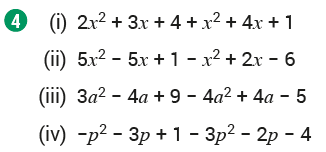 4 (i) 2x² + 3x + 4 + x² + 4x + 1
(ii) 5x² − 5x + 1 − x² + 2x − 6
(iii) 3a² − 4a + 9 − 4a² + 4a − 5
(iv) −p² − 3p + 1 − 3p² − 2p − 4